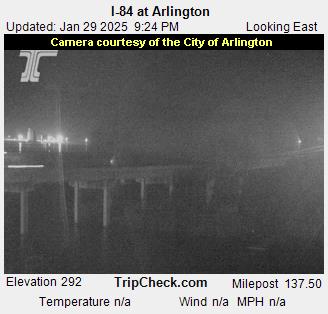 I-84 at Arlington
Updated: Jan 29 2025 9:24 PM Looking East
Camera courtesy of the City of Arlington
Elevation 292 TripCheck.com Milepost 137.50
Temperature n/a Wind n/a MPH n/a